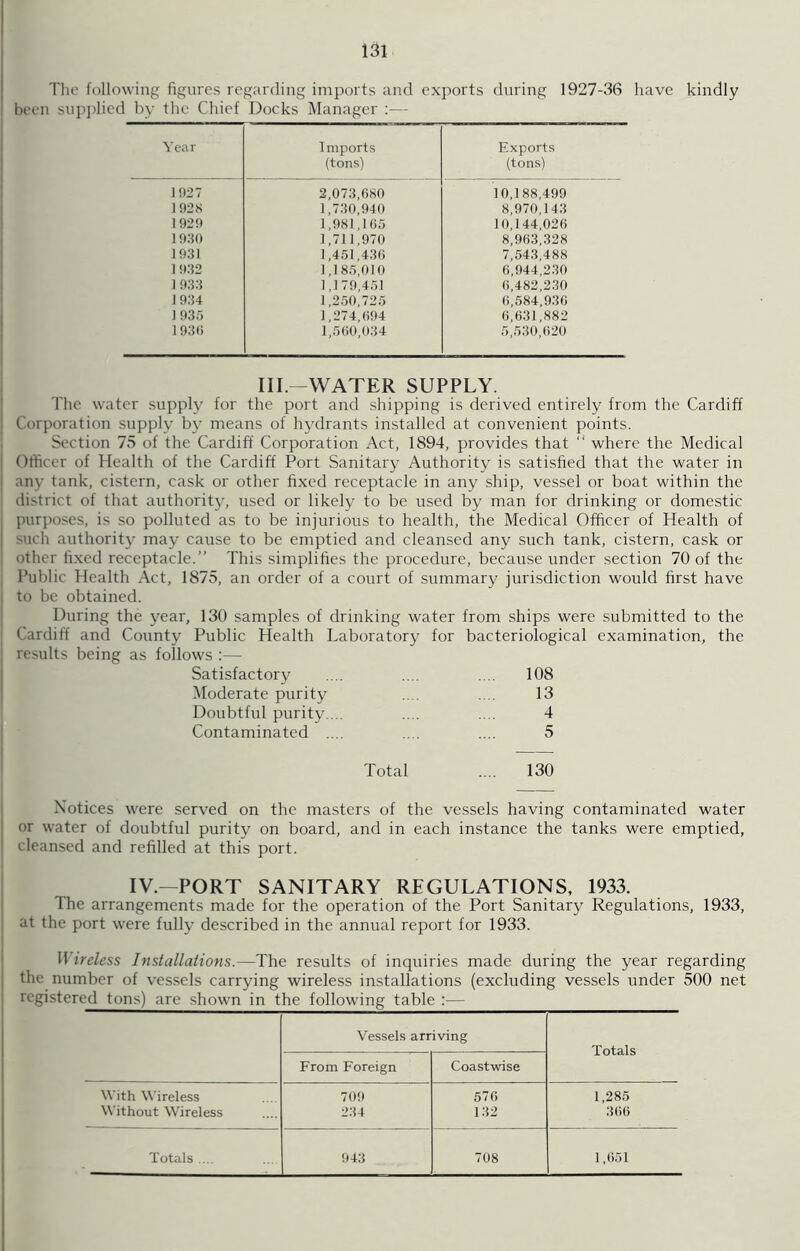 131
The following figures regarding imports and exports during 1927-36 have kindly
been supplied by the Chief Docks Manager :—
Year Imports Exports
(tons) (tons)
1927 2,073,680 10,188,499
1928 1,730,940 8,970,143
1929 1,981,165 10,144,026
1930 1,711,970 8,963,328
1931 1,451,436 7,543,488
1932 1,185,010 6,944,230
1933 1,179,451 6,482,230
1934 1,250,725 6,584,936
1935 1,274,694 6,631,882
1936 1,560,034 5,530,620
III.—WATER SUPPLY.
The water supply for the port and shipping is derived entirely from the Cardiff
Corporation supply by means of hydrants installed at convenient points.
Section 75 of the Cardiff Corporation Act, 1894, provides that “ where the Medical
Officer of Health of the Cardiff Port Sanitary Authority is satisfied that the water in
any tank, cistern, cask or other fixed receptacle in any ship, vessel or boat within the
district of that authority, used or likely to be used by man for drinking or domestic
purposes, is so polluted as to be injurious to health, the Medical Officer of Health of
such authority may cause to be emptied and cleansed any such tank, cistern, cask or
other fixed receptacle.” This simplifies the procedure, because under section 70 of the
Public Health Act, 1875, an order of a court of summary jurisdiction would first have
to be obtained.
During the year, 130 samples of drinking water from ships were submitted to the
Cardiff and County Public Health Laboratory for bacteriological examination, the
results being as follows :—
Satisfactory .... .... .... 108
Moderate purity .... .... 13
Doubtful purity.... .... .... 4
Contaminated .... .... .... 5
Total .... 130
Notices were served on the masters of the vessels having contaminated water
or water of doubtful purity on board, and in each instance the tanks were emptied,
cleansed and refilled at this port.
IV.—PORT SANITARY REGULATIONS, 1933.
The arrangements made for the operation of the Port Sanitary Regulations, 1933,
at the port were fully described in the annual report for 1933.
Wireless Installations.—The results of inquiries made during the year regarding
the number of vessels carrying wireless installations (excluding vessels under 500 net
registered tons) are shown in the following table :—
Vessels arriving Totals
From Foreign Coastwise
With Wireless .... 709 576 1,285
Without Wireless .... 234 132 366
Totals .... .... 943 708 1,651